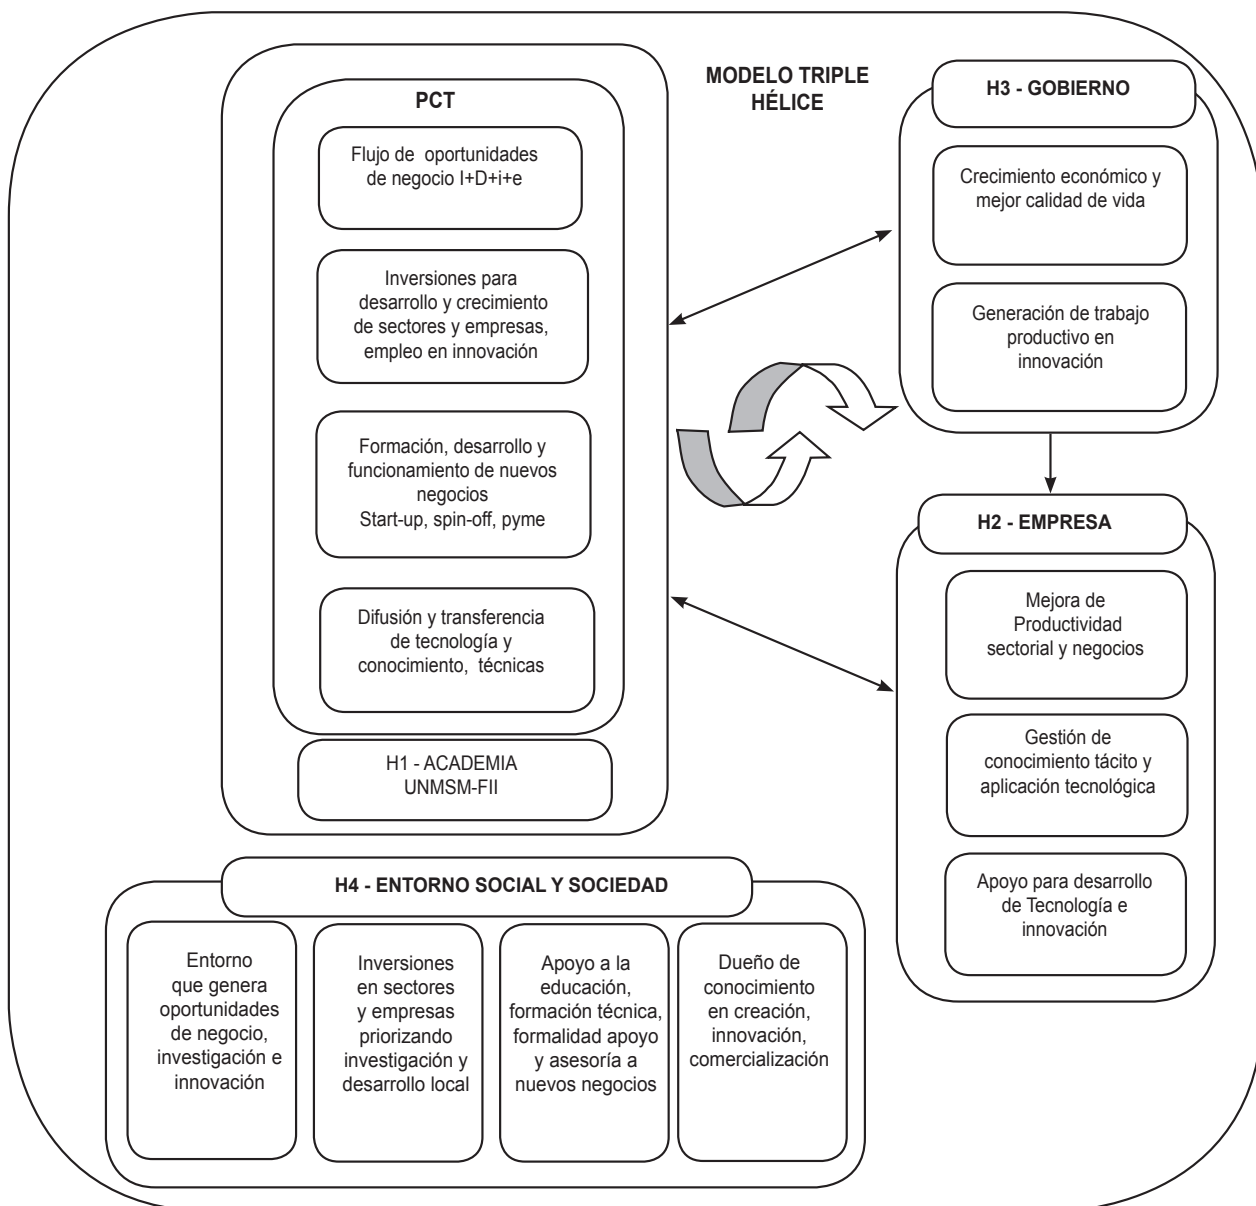 MODELO TRIPLE
HÉLICE
PCT
Flujo de oportunidades
de negocio I+D+i+e
Inversiones para
desarrollo y crecimiento
de sectores y empresas,
empleo en innovación
Formación, desarrollo y
funcionamiento de nuevos
negocios
Start-up, spin-off, pyme
Difusión y transferencia
de tecnología y
conocimiento, técnicas
H1 - ACADEMIA
UNMSM-FII
H3 - GOBIERNO
Crecimiento económico y
mejor calidad de vida
Generación de trabajo
productivo en
innovación
H2 - EMPRESA
Mejora de
Productividad
sectorial y negocios
Gestión de
conocimiento tácito y
aplicación tecnológica
Apoyo para desarrollo
de Tecnología e
innovación
H4 - ENTORNO SOCIAL Y SOCIEDAD
Entorno
que genera
oportunidades
de negocio,
investigación e
innovación
Inversiones
en sectores
y empresas
priorizando
investigación y
desarrollo local
Apoyo a la
educación,
formación técnica,
formalidad apoyo
y asesoría a
nuevos negocios
Dueño de
conocimiento
en creación,
innovación,
comercialización